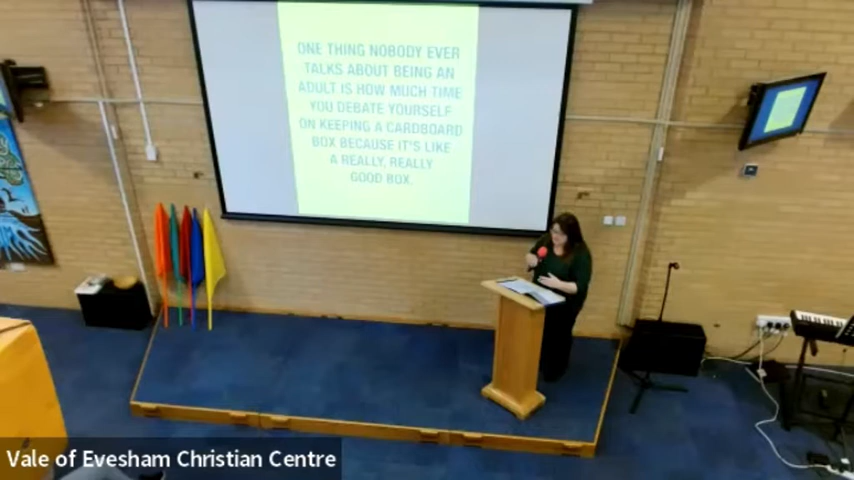 ONE THING NOBODY EVER
TALKS ABOUT BEING AN
ADULT IS HOW MUCH TIME
YOU DEBATE YOURSELF
ON KEEPING A CARDBOARD
BOX BECAUSE IT'S LIKE
A REALLY, REALLY
GOOD BOX.
Vale of Evesham Christian Centre